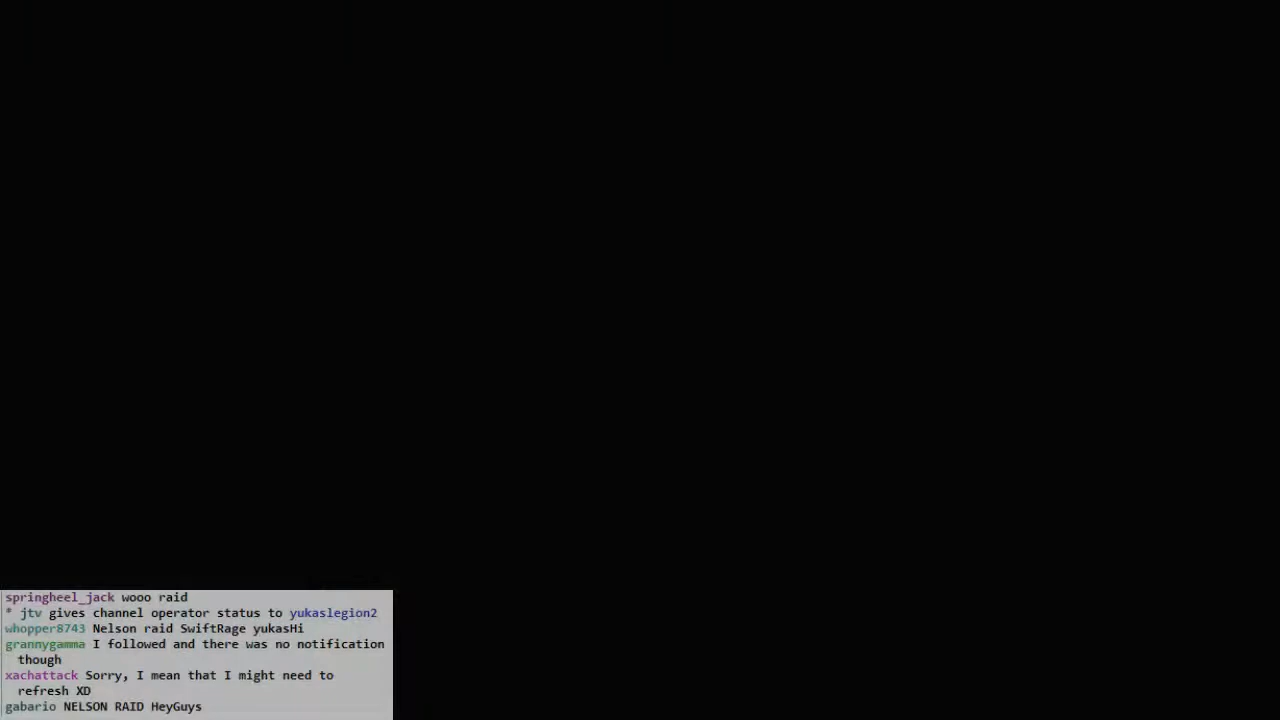 springheel_jack wooo raid
* jtv gives channel operator status to yukaslegion2
whopper8743 Nelson raid SwiftRage yukasHi
grannygamma I followed and there was no notification
though
xachattack Sorry, I mean that I might need to
refresh XD
gabario NELSON RAID HeyGuys